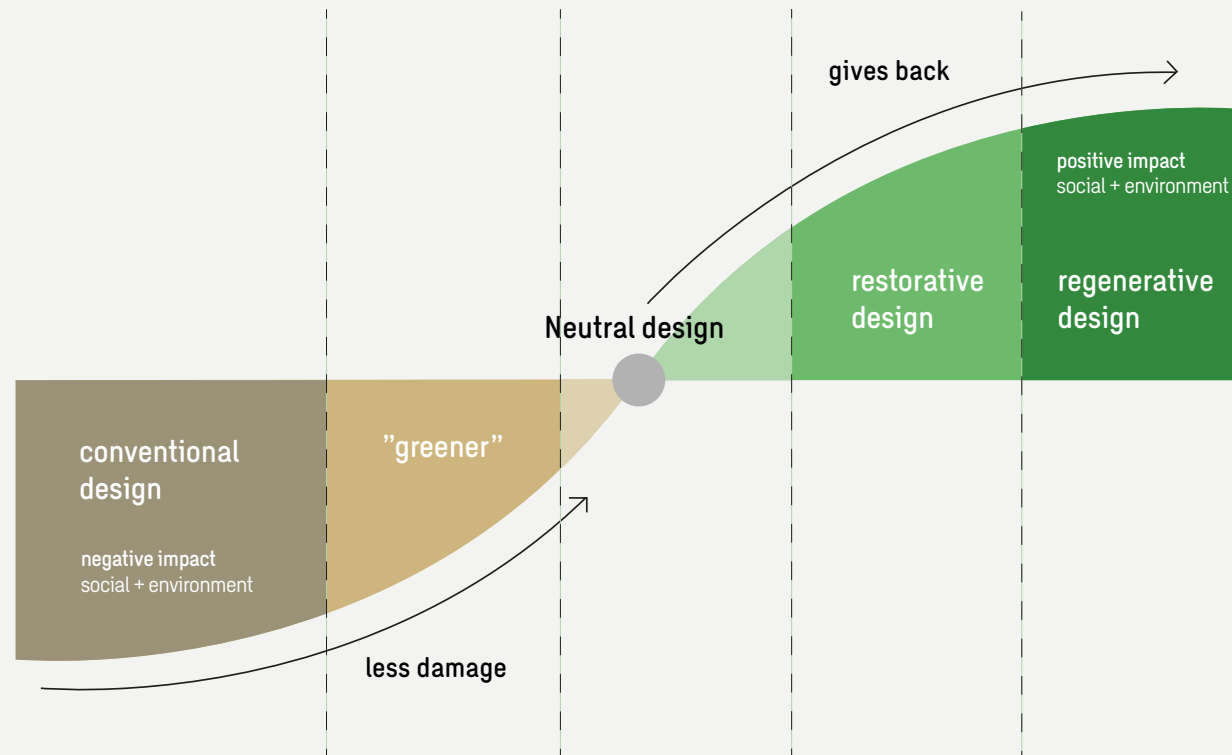 gives back
positive impact
social + environment
restorative
design
regenerative
design
Neutral design
conventional
design
”greener”
negative impact
social + environment
less damage